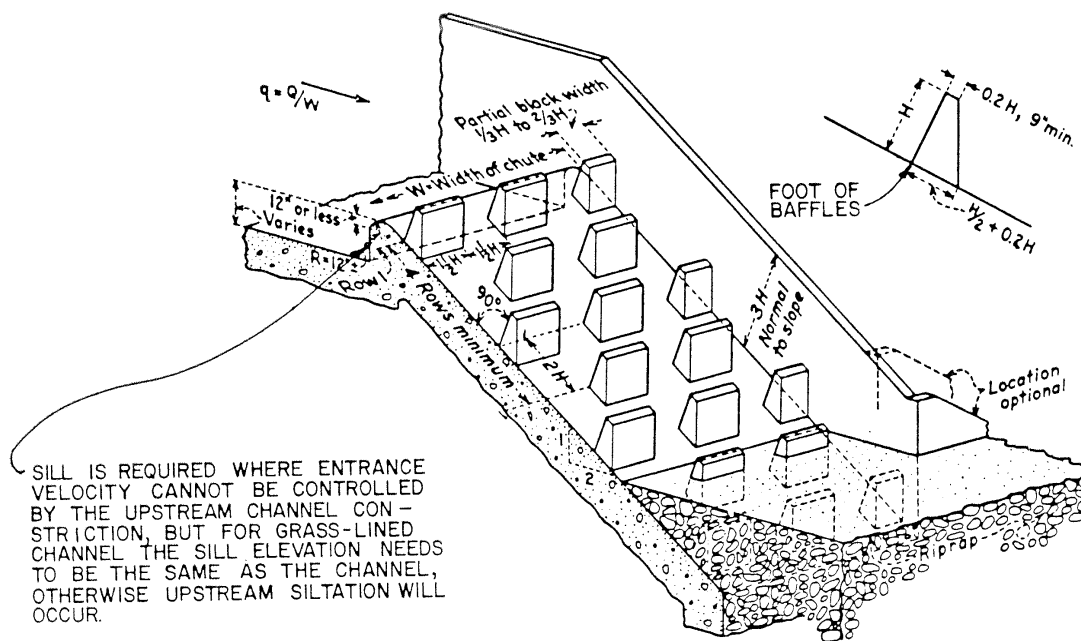 q = Q/W
Partial block width
1/3H to 2/3H
W=Width of chute
12" or less
Varies
R=12"±
Row 1
1½H
1½H
90°
Rows minimum
2H
1
2
3H
Normal
to slope
Location
optional
Riprap
H
0.2H, 9" min.
FOOT OF
BAFFLES
H/2 + 0.2H
SILL IS REQUIRED WHERE ENTRANCE
VELOCITY CANNOT BE CONTROLLED
BY THE UPSTREAM CHANNEL CON-
STRICTION, BUT FOR GRASS-LINED
CHANNEL THE SILL ELEVATION NEEDS
TO BE THE SAME AS THE CHANNEL,
OTHERWISE UPSTREAM SILTATION WILL
OCCUR.